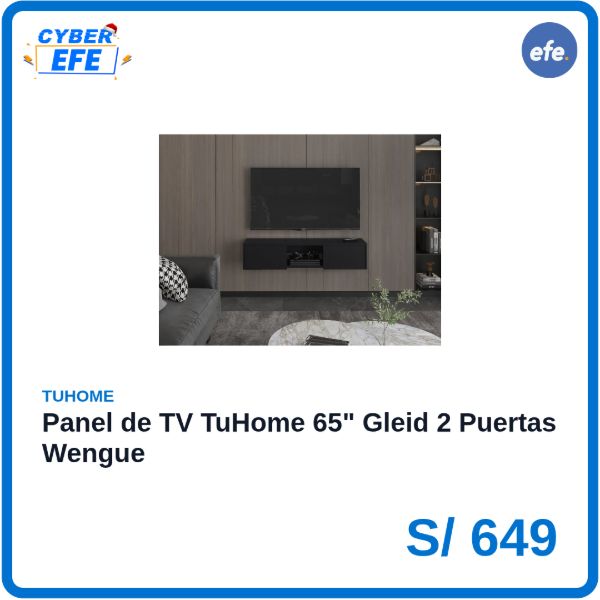 CYBER
EFE
efe.
TUHOME
Panel de TV TuHome 65" Gleid 2 Puertas
Wengue
S/ 649